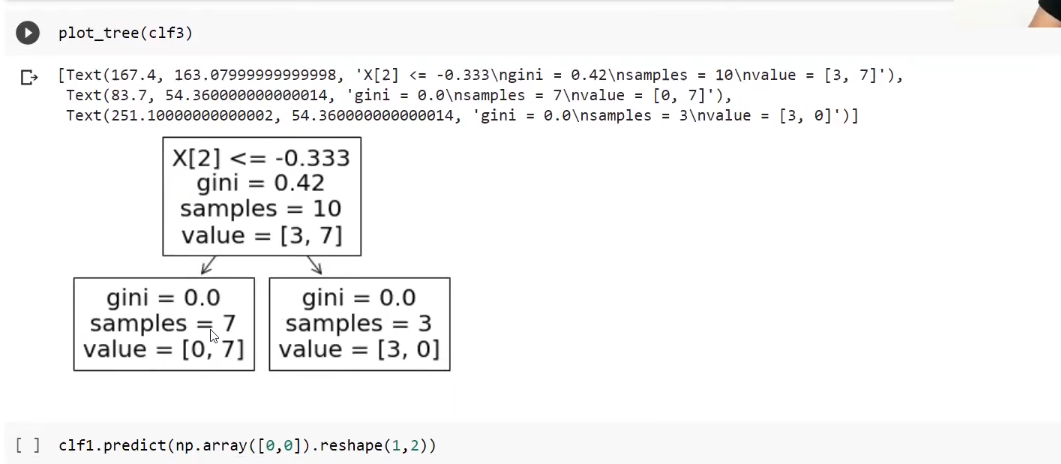 plot_tree(clf3)
[Text(167.4, 163.07999999999998, 'X[2] <= -0.333\ngini = 0.42\nsamples = 10\nvalue = [3, 7]'),
Text(83.7, 54.360000000000014, 'gini = 0.0\nsamples = 7\nvalue = [0, 7]'),
Text(251.10000000000002, 54.360000000000014, 'gini = 0.0\nsamples = 3\nvalue = [3, 0]')]
X[2] <= -0.333
gini = 0.42
samples = 10
value = [3, 7]
gini = 0.0
samples = 7
value = [0, 7]
gini = 0.0
samples = 3
value = [3, 0]
[ ] clf1.predict(np.array([0,0]).reshape(1,2))